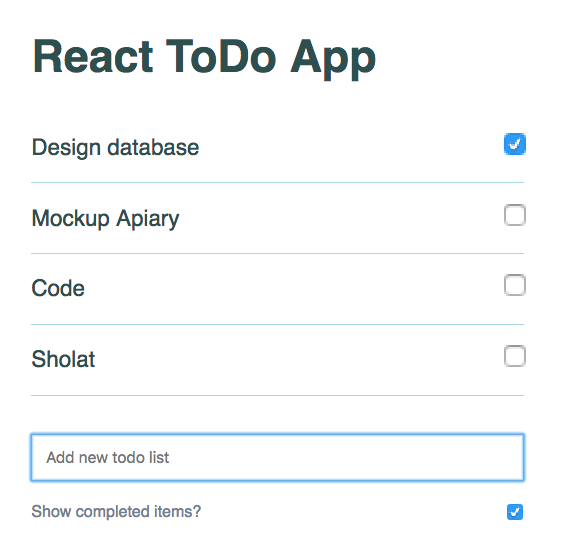 React ToDo App
Design database
Mockup Apiary
Code
Sholat
Add new todo list
Show completed items?